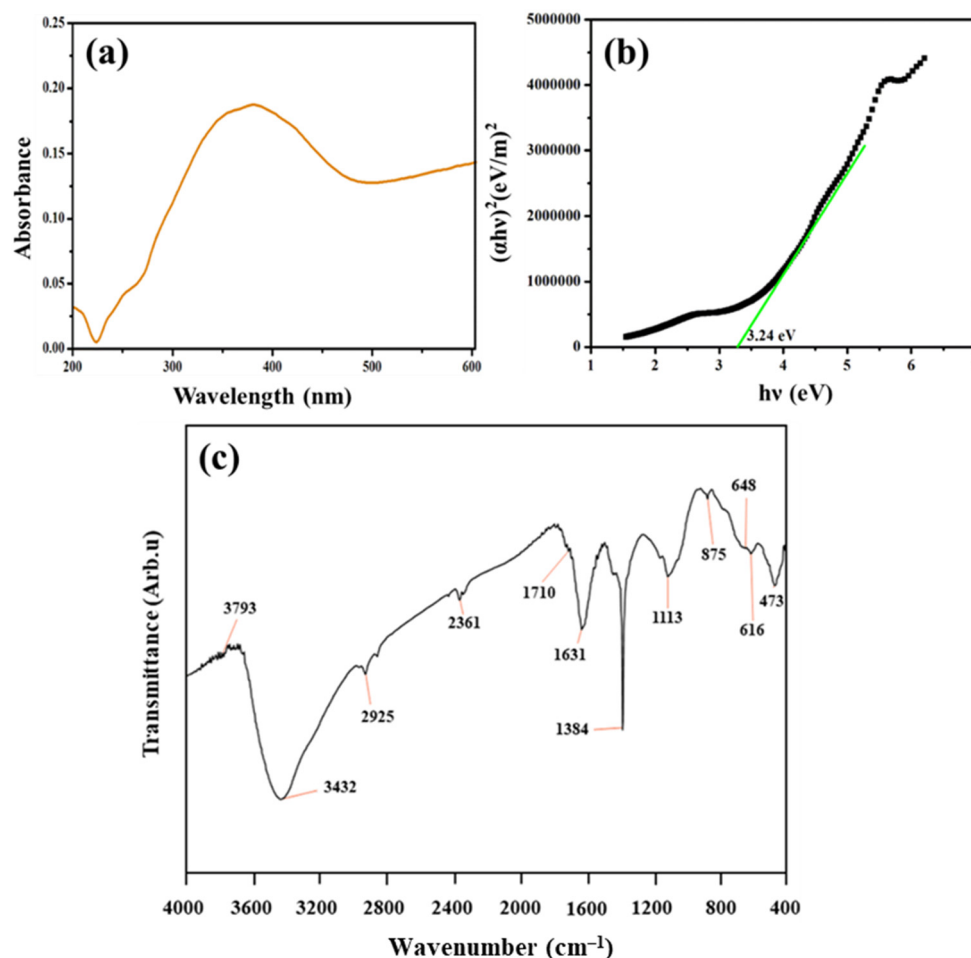 (a)
0.25
0.20
0.15
0.10
0.05
0.00
Absorbance
200 300 400 500 600
Wavelength (nm)
(b)
5000000
4000000
3000000
2000000
1000000
0
(αhν)²(eV/m)²
3.24 eV
1 2 3 4 5 6
hν (eV)
(c)
Transmittance (Arb.u)
3793
3432
2925
2361
1710
1631
1384
1113
875
648
616
473
4000 3600 3200 2800 2400 2000 1600 1200 800 400
Wavenumber (cm⁻¹)